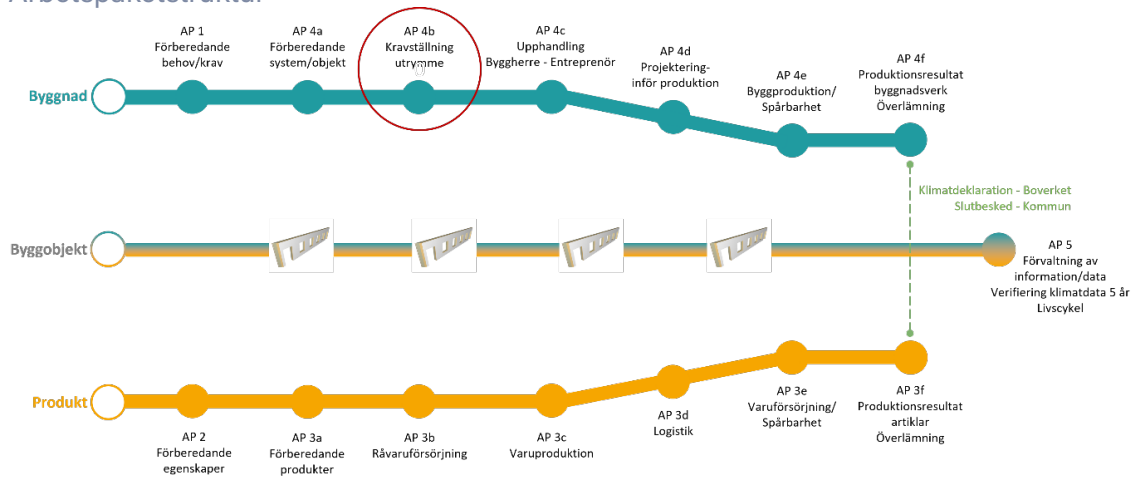 Arbetspaketstruktur
AP 1
Förberedande
behov/krav
AP 4a
Förberedande
system/objekt
AP 4b
Kravställning
utrymme
AP 4c
Upphandling
Byggherre - Entreprenör
AP 4d
Projektering-
inför produktion
AP 4e
Byggproduktion/
Spårbarhet
AP 4f
Produktionsresultat
byggnadsverk
Överlämning
Byggnad
Klimatdeklaration - Boverket
Slutbesked - Kommun
Byggobjekt
AP 5
Förvaltning av
information/data
Verifiering klimatdata 5 år
Livscykel
Produkt
AP 2
Förberedande
egenskaper
AP 3a
Förberedande
produkter
AP 3b
Råvaruförsörjning
AP 3c
Varuproduktion
AP 3d
Logistik
AP 3e
Varuförsörjning/
Spårbarhet
AP 3f
Produktionsresultat
artiklar
Överlämning